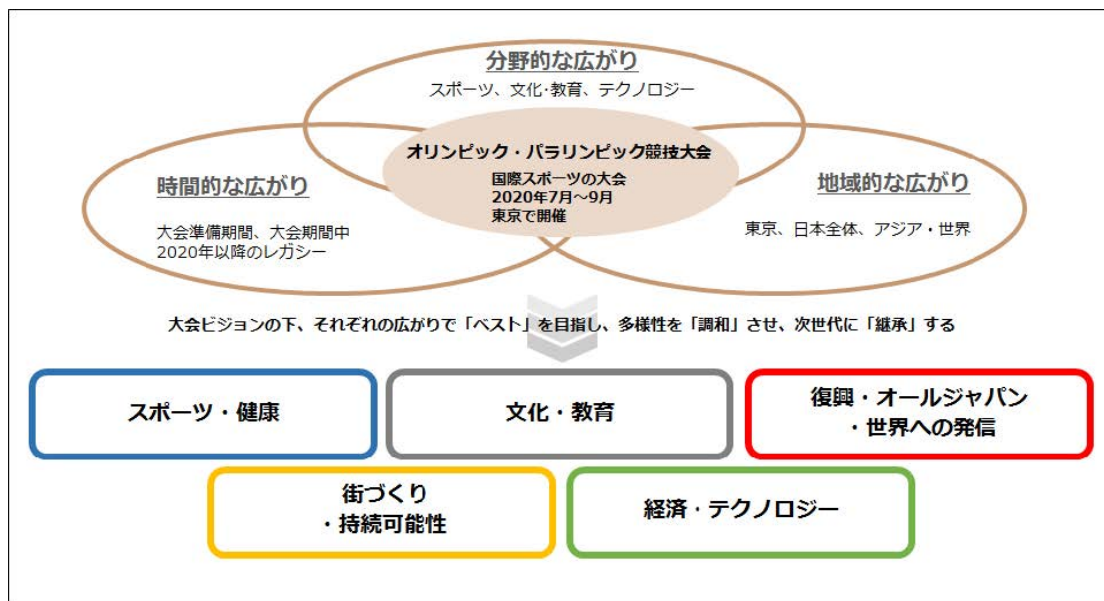 分野的な広がり
スポーツ、文化･教育、テクノロジー
オリンピック・パラリンピック競技大会
国際スポーツの大会
2020年7月～9月
東京で開催
時間的な広がり
大会準備期間、大会期間中
2020年以降のレガシー
地域的な広がり
東京、日本全体、アジア・世界
大会ビジョンの下、それぞれの広がりで「ベスト」を目指し、多様性を「調和」させ、次世代に「継承」する
スポーツ・健康
文化・教育
復興・オールジャパン
・世界への発信
街づくり
・持続可能性
経済・テクノロジー